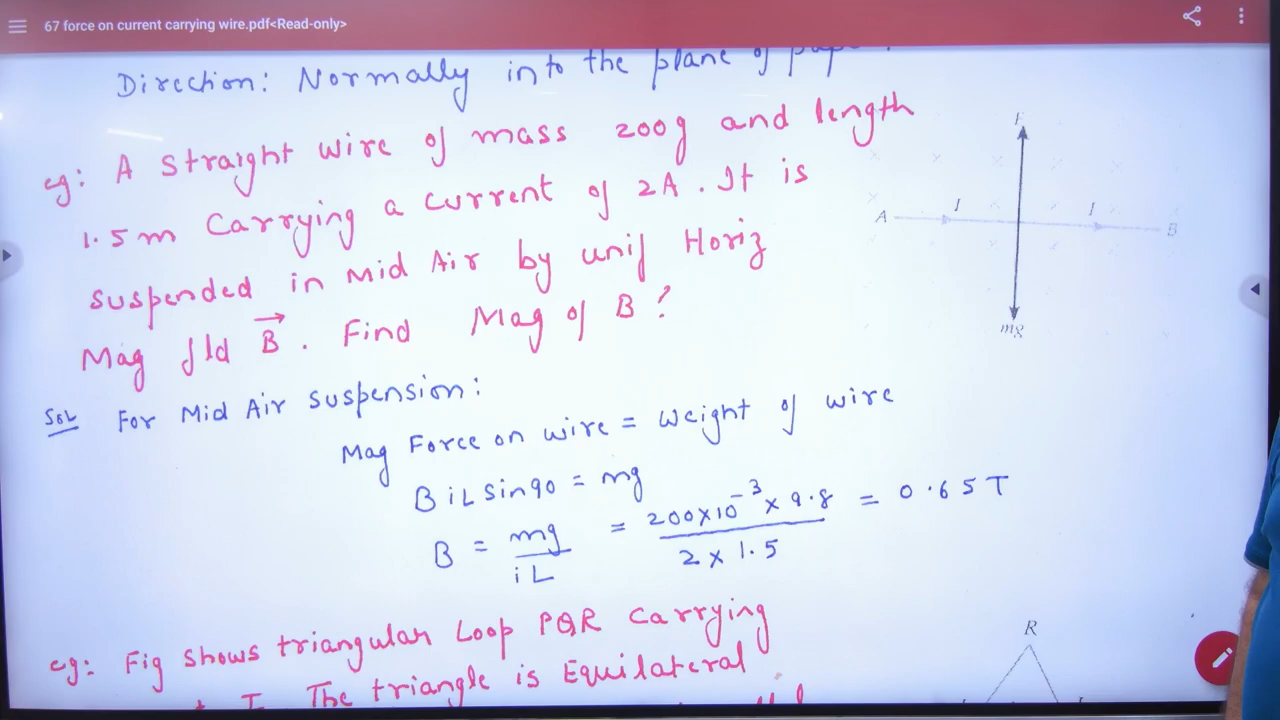 67 force on current carrying wire.pdf<Read-only>
Direction: Normally into the plane of
eg: A straight wire of mass 200g and length
1.5m Carrying a current of 2A. It is
suspended in Mid Air by unif Horiz
Mag fld B⃗. Find Mag of B?
F
A I I B
mg
Sol For Mid Air suspension:
Mag Force on wire = weight of wire
B i L sin90 = mg
B = mg/iL = 200×10⁻³×9.8/2×1.5 = 0.65T
eg: Fig shows triangular Loop PQR Carrying
I. The triangle is Equilateral
R